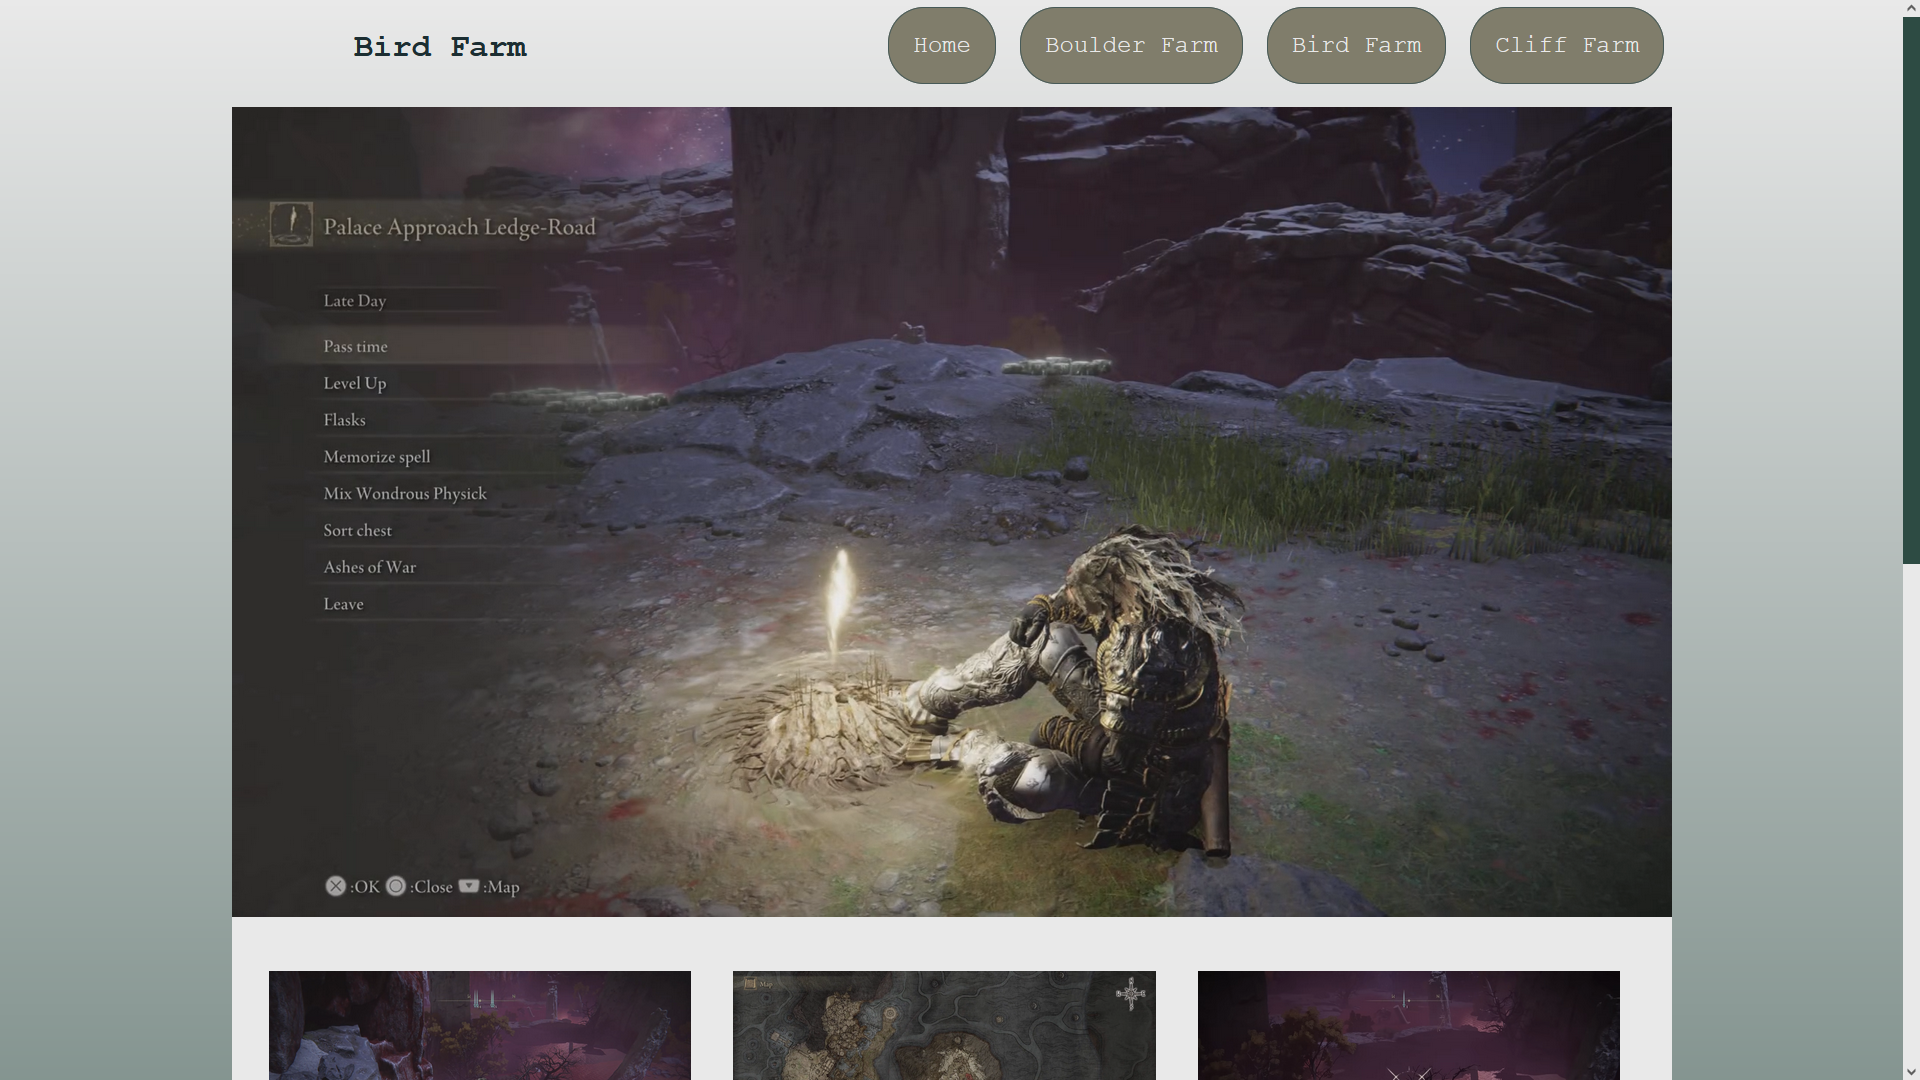 Bird Farm
Home
Boulder Farm
Bird Farm
Cliff Farm
Palace Approach Ledge-Road
Late Day
Pass time
Level Up
Flasks
Memorize spell
Mix Wondrous Physick
Sort chest
Ashes of War
Leave
:OK :Close :Map
Map